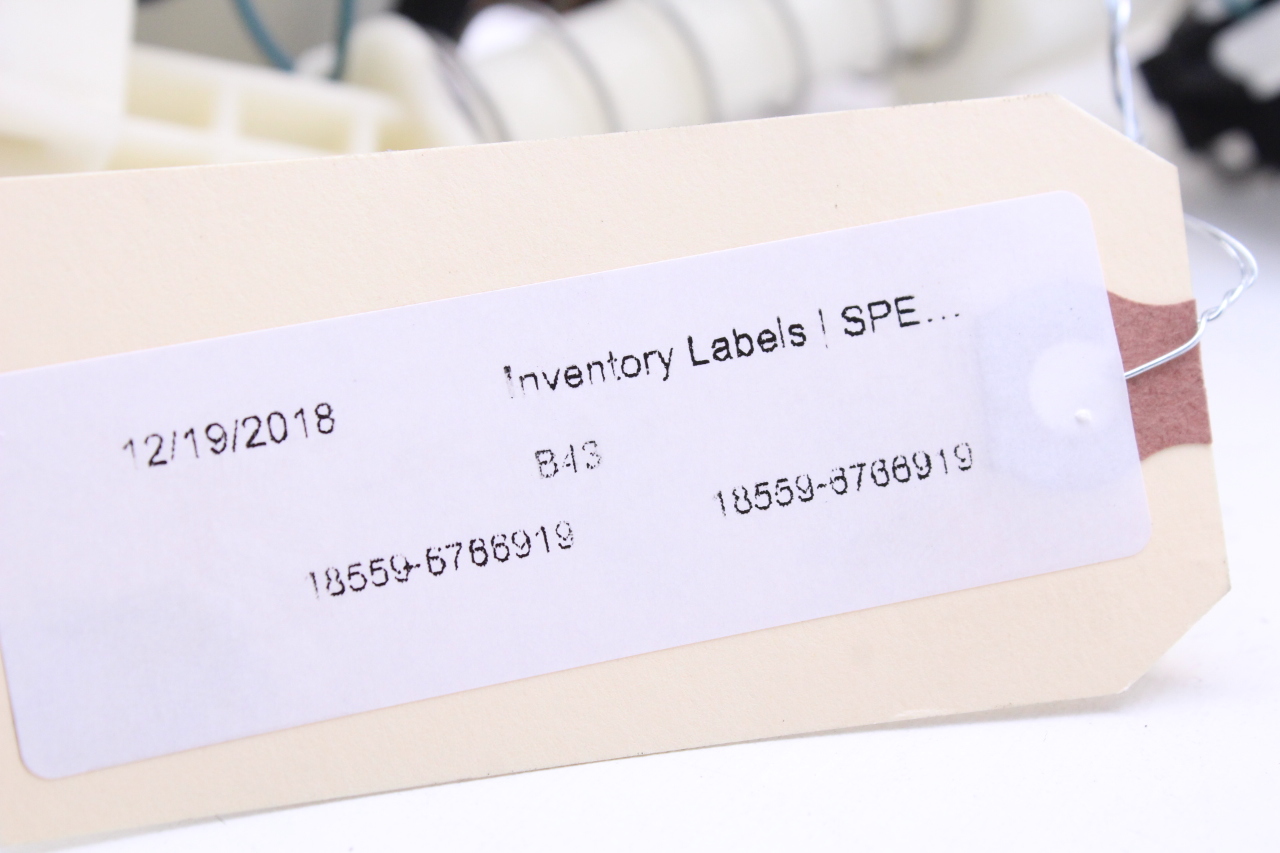 Inventory Labels | SPE...
12/19/2018
B43
18559-6766919
18559-6766919